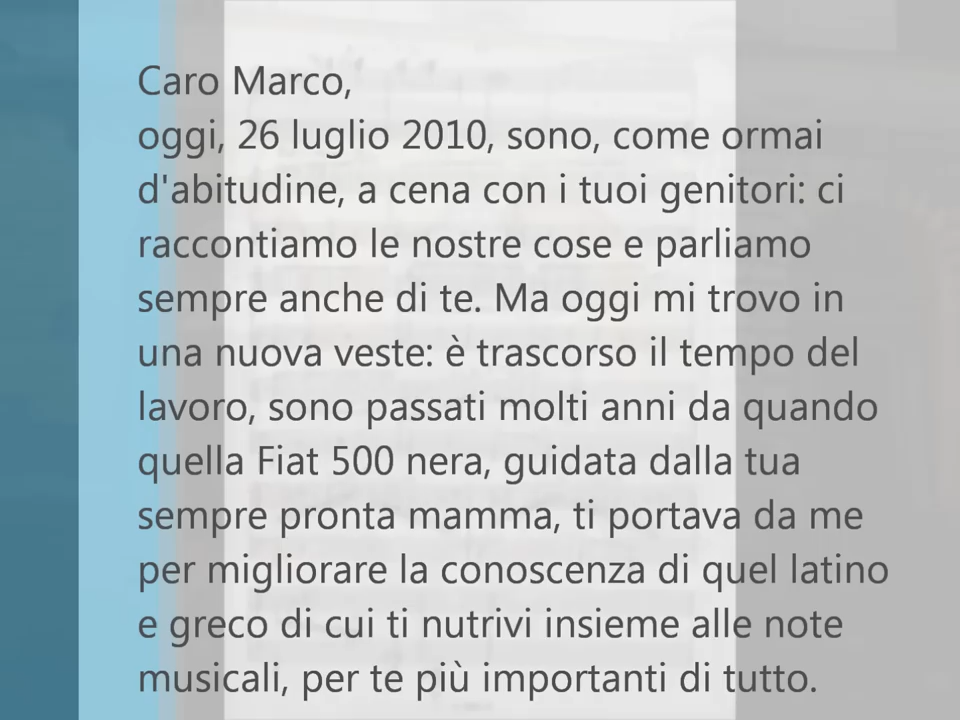 Caro Marco,
oggi, 26 luglio 2010, sono, come ormai
d'abitudine, a cena con i tuoi genitori: ci
raccontiamo le nostre cose e parliamo
sempre anche di te. Ma oggi mi trovo in
una nuova veste: è trascorso il tempo del
lavoro, sono passati molti anni da quando
quella Fiat 500 nera, guidata dalla tua
sempre pronta mamma, ti portava da me
per migliorare la conoscenza di quel latino
e greco di cui ti nutrivi insieme alle note
musicali, per te più importanti di tutto.